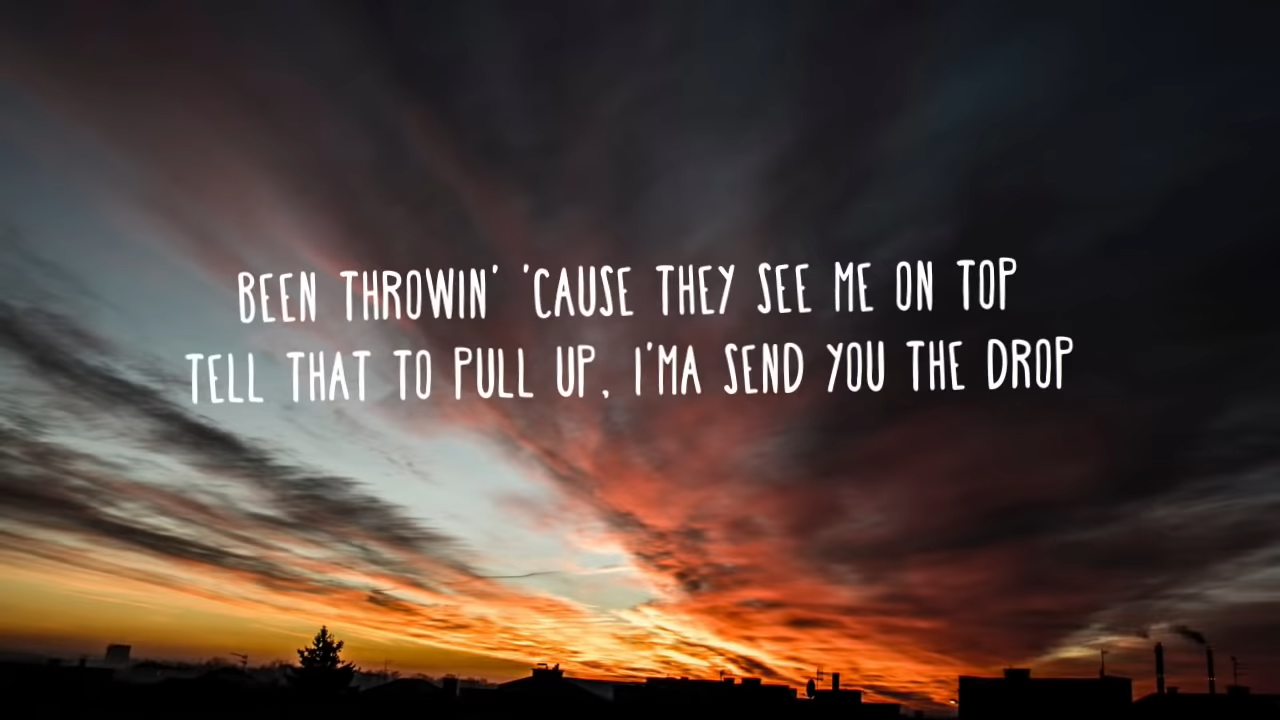 BEEN THROWIN' 'CAUSE THEY SEE ME ON TOP
TELL THAT TO PULL UP, I'MA SEND YOU THE DROP